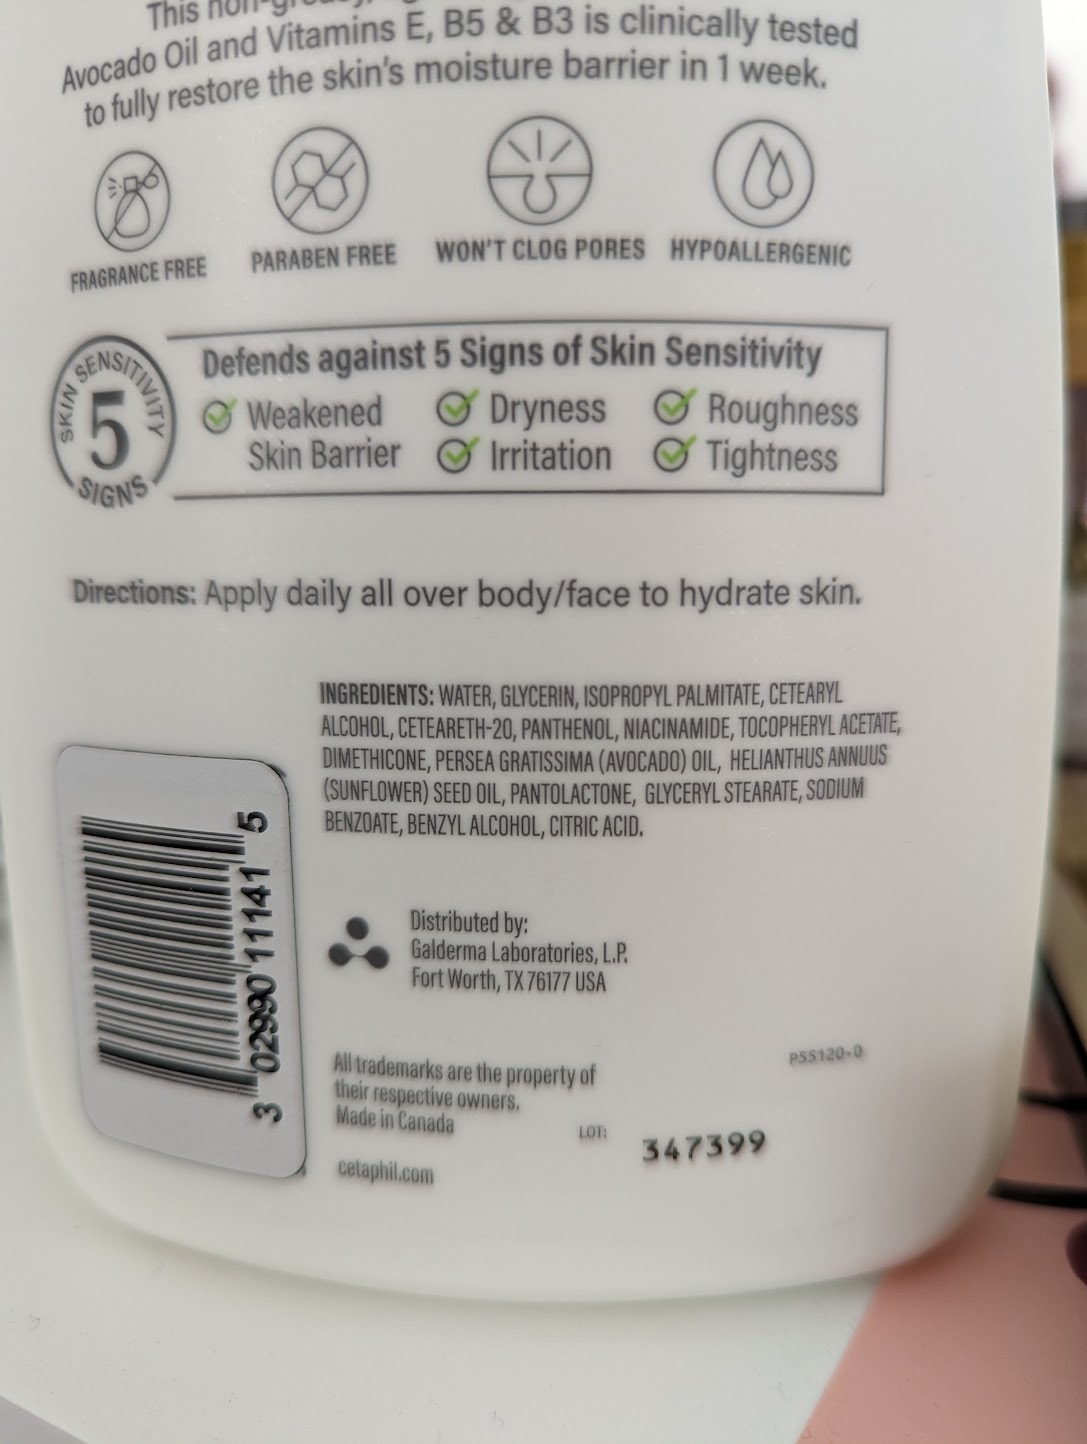 This non-greasy,
Avocado Oil and Vitamins E, B5 & B3 is clinically tested
to fully restore the skin's moisture barrier in 1 week.
FRAGRANCE FREE
PARABEN FREE
WON'T CLOG PORES
HYPOALLERGENIC
SKIN SENSITIVITY
5
SIGNS
Defends against 5 Signs of Skin Sensitivity
Weakened Skin Barrier
Dryness
Roughness
Irritation
Tightness
Directions: Apply daily all over body/face to hydrate skin.
INGREDIENTS: WATER, GLYCERIN, ISOPROPYL PALMITATE, CETEARYL
ALCOHOL, CETEARETH-20, PANTHENOL, NIACINAMIDE, TOCOPHERYL ACETATE,
DIMETHICONE, PERSEA GRATISSIMA (AVOCADO) OIL, HELIANTHUS ANNUUS
(SUNFLOWER) SEED OIL, PANTOLACTONE, GLYCERYL STEARATE, SODIUM
BENZOATE, BENZYL ALCOHOL, CITRIC ACID.
3 02990 11141 5
Distributed by:
Galderma Laboratories, L.P.
Fort Worth, TX 76177 USA
All trademarks are the property of
their respective owners.
Made in Canada
cetaphil.com
P55120-0
LOT: 347399